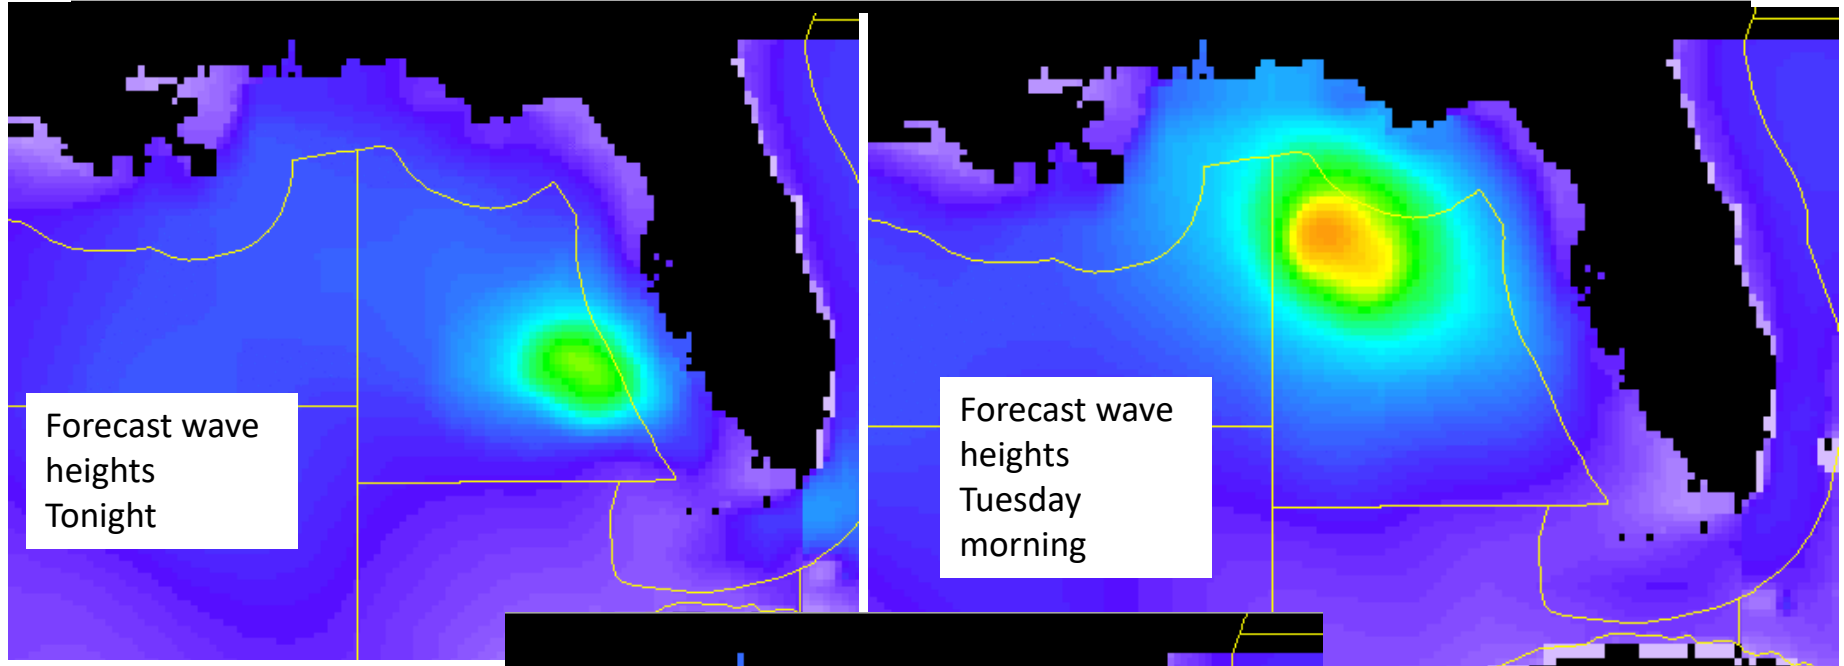 Forecast wave
heights
Tonight
Forecast wave
heights
Tuesday
morning